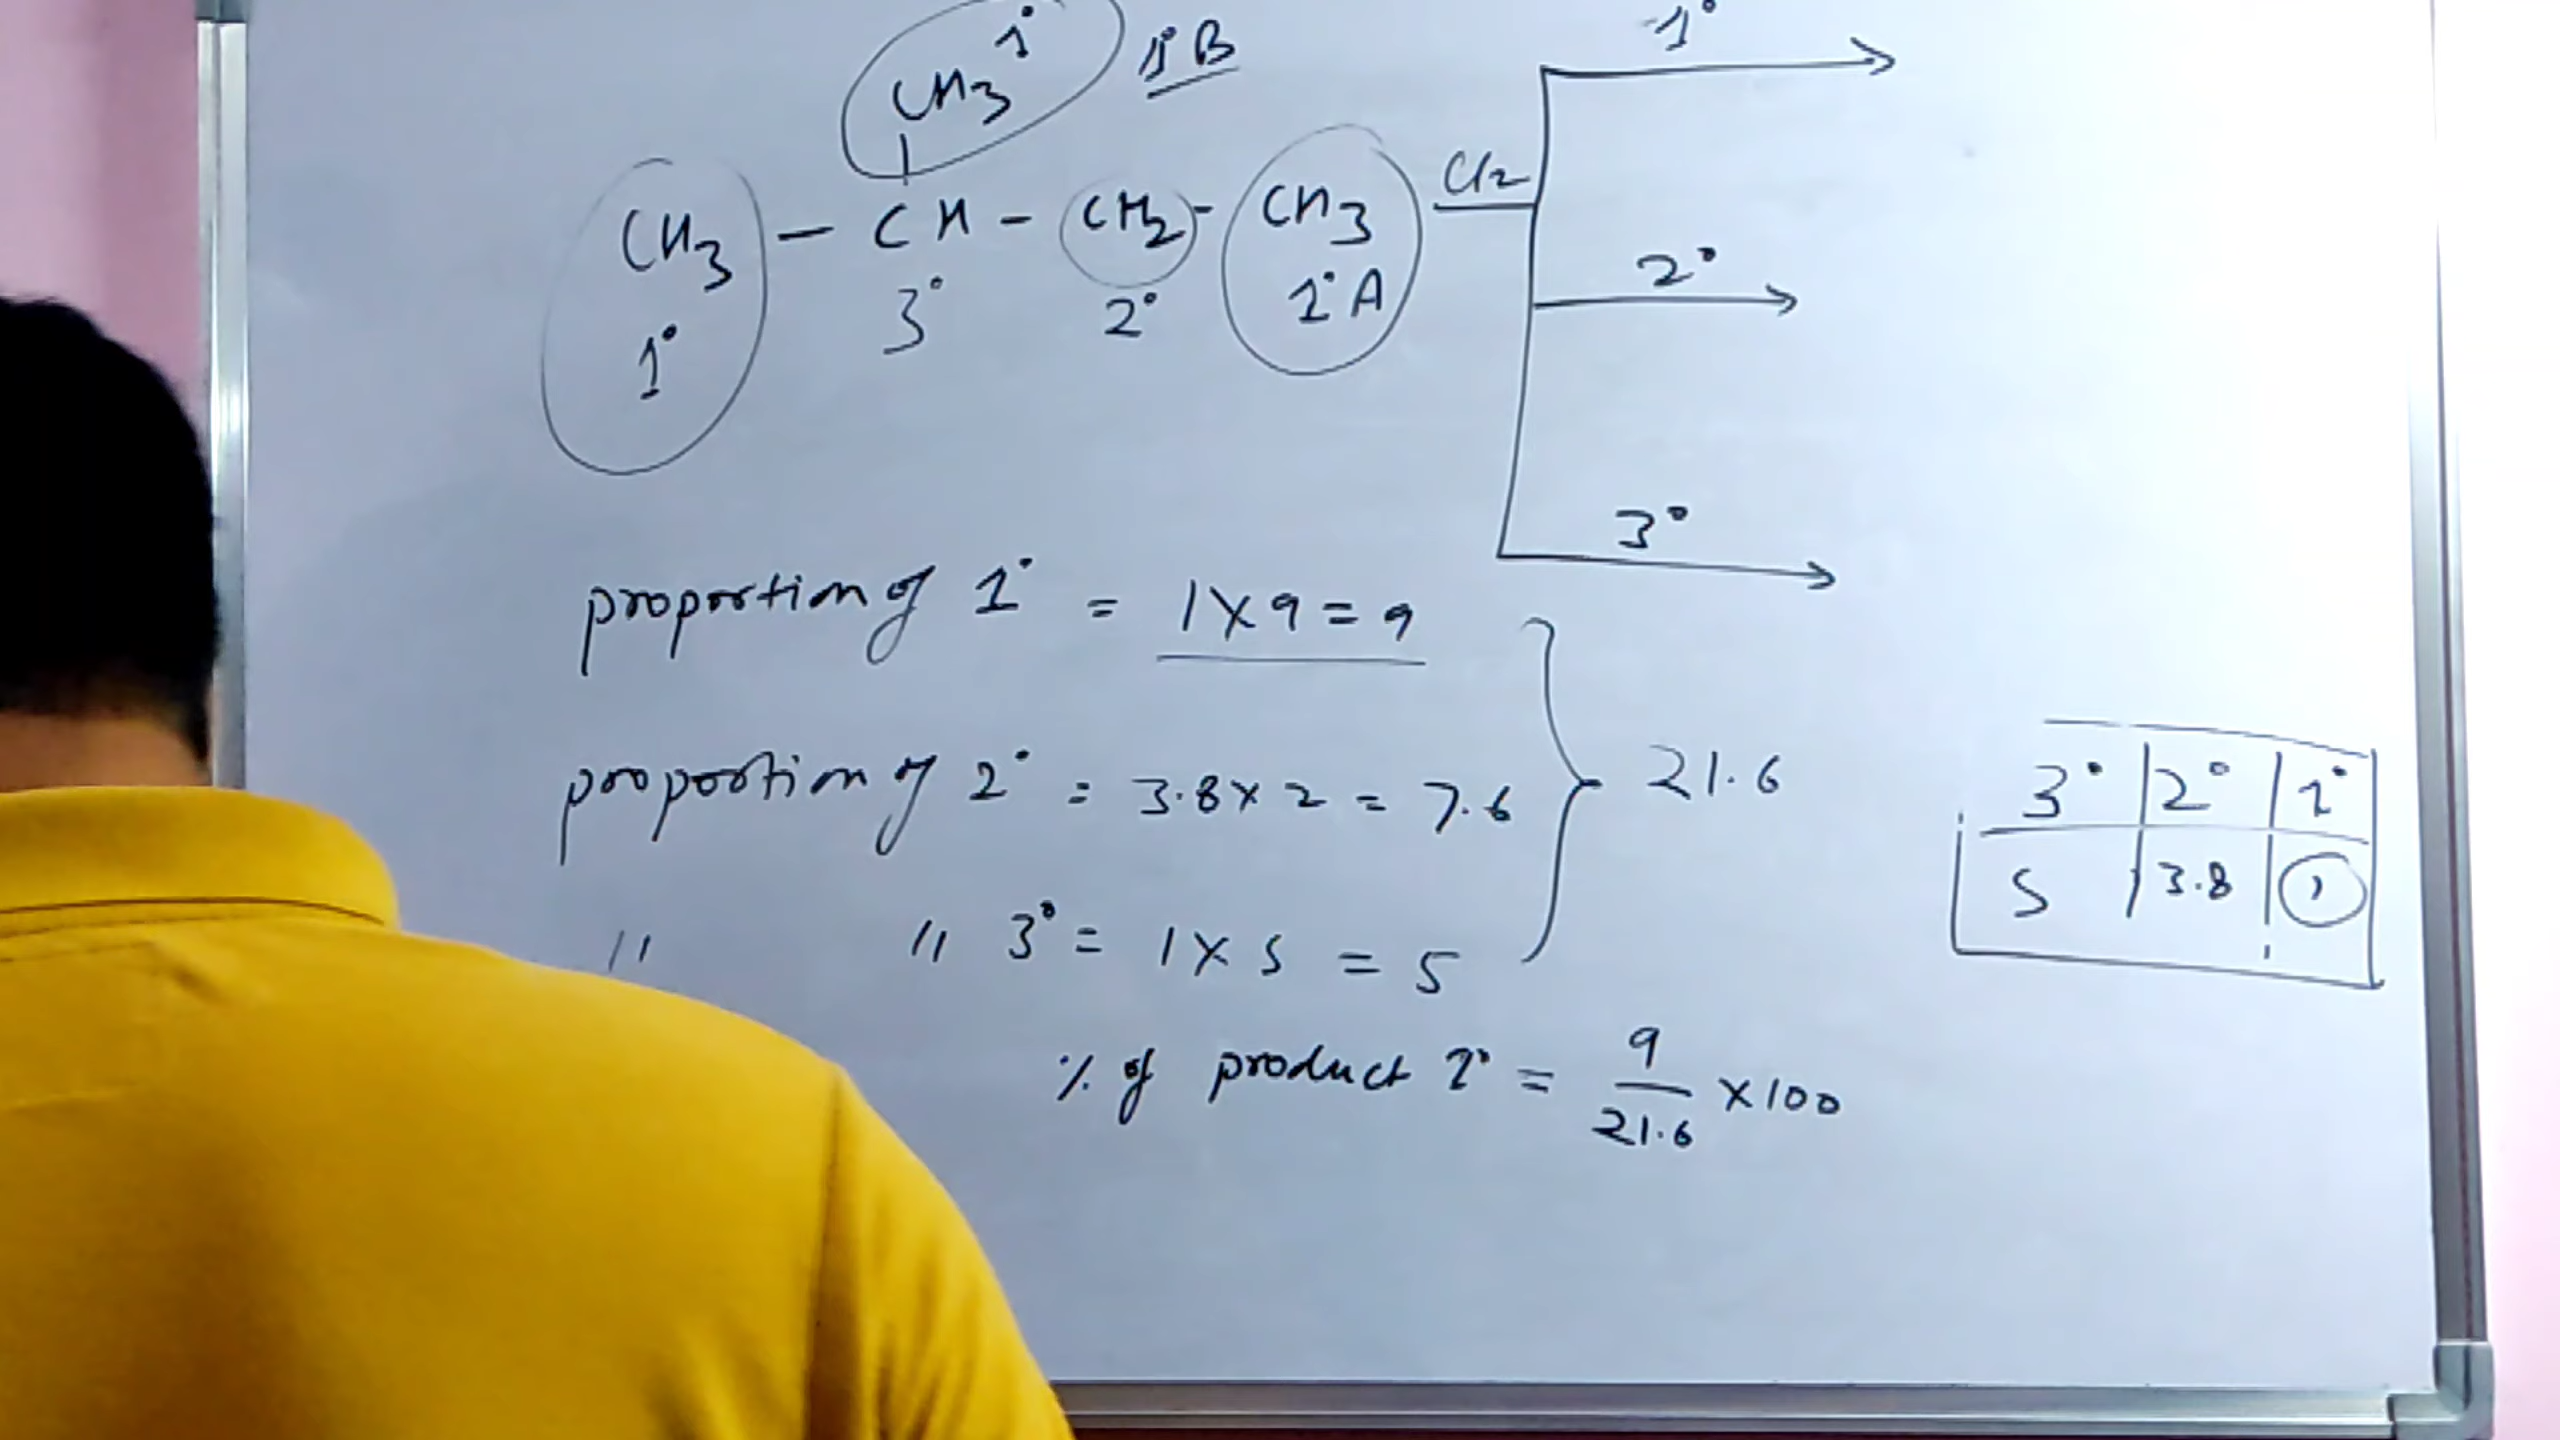 CH3 1° 1°B
CH3 - CH - CH2 - CH3 Cl2
1° 3° 2° 1°A
1°
2°
3°
proportion of 1° = 1 X 9 = 9
proportion of 2° = 3.8 x 2 = 7.6
21.6
" " 3° = 1 X 5 = 5
3° 2° 1°
5 3.8 1
% of product 1° = 9/21.6 X 100